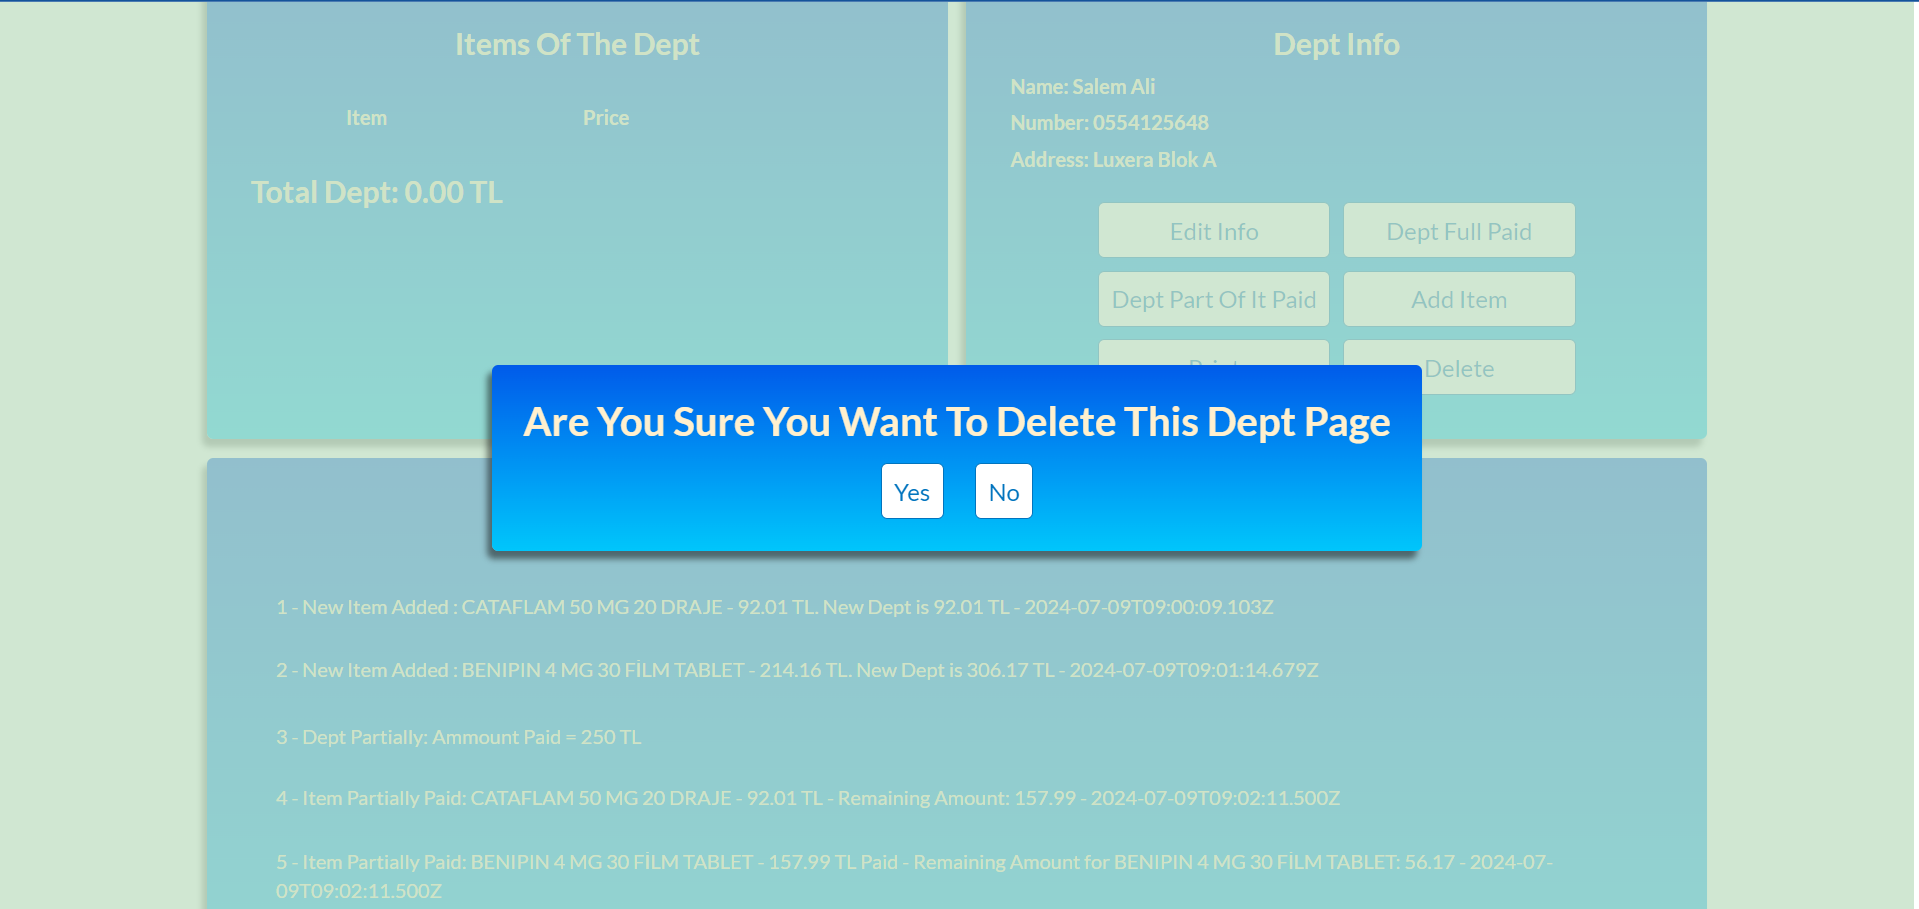 Items Of The Dept
Item Price
Total Dept: 0.00 TL
Dept Info
Name: Salem Ali
Number: 0554125648
Address: Luxera Blok A
Edit Info
Dept Full Paid
Dept Part Of It Paid
Add Item
Delete
Are You Sure You Want To Delete This Dept Page
Yes
No
1 - New Item Added : CATAFLAM 50 MG 20 DRAJE - 92.01 TL. New Dept is 92.01 TL - 2024-07-09T09:00:09.103Z
2 - New Item Added : BENIPIN 4 MG 30 FİLM TABLET - 214.16 TL. New Dept is 306.17 TL - 2024-07-09T09:01:14.679Z
3 - Dept Partially: Ammount Paid = 250 TL
4 - Item Partially Paid: CATAFLAM 50 MG 20 DRAJE - 92.01 TL - Remaining Amount: 157.99 - 2024-07-09T09:02:11.500Z
5 - Item Partially Paid: BENIPIN 4 MG 30 FİLM TABLET - 157.99 TL Paid - Remaining Amount for BENIPIN 4 MG 30 FİLM TABLET: 56.17 - 2024-07-
09T09:02:11.500Z